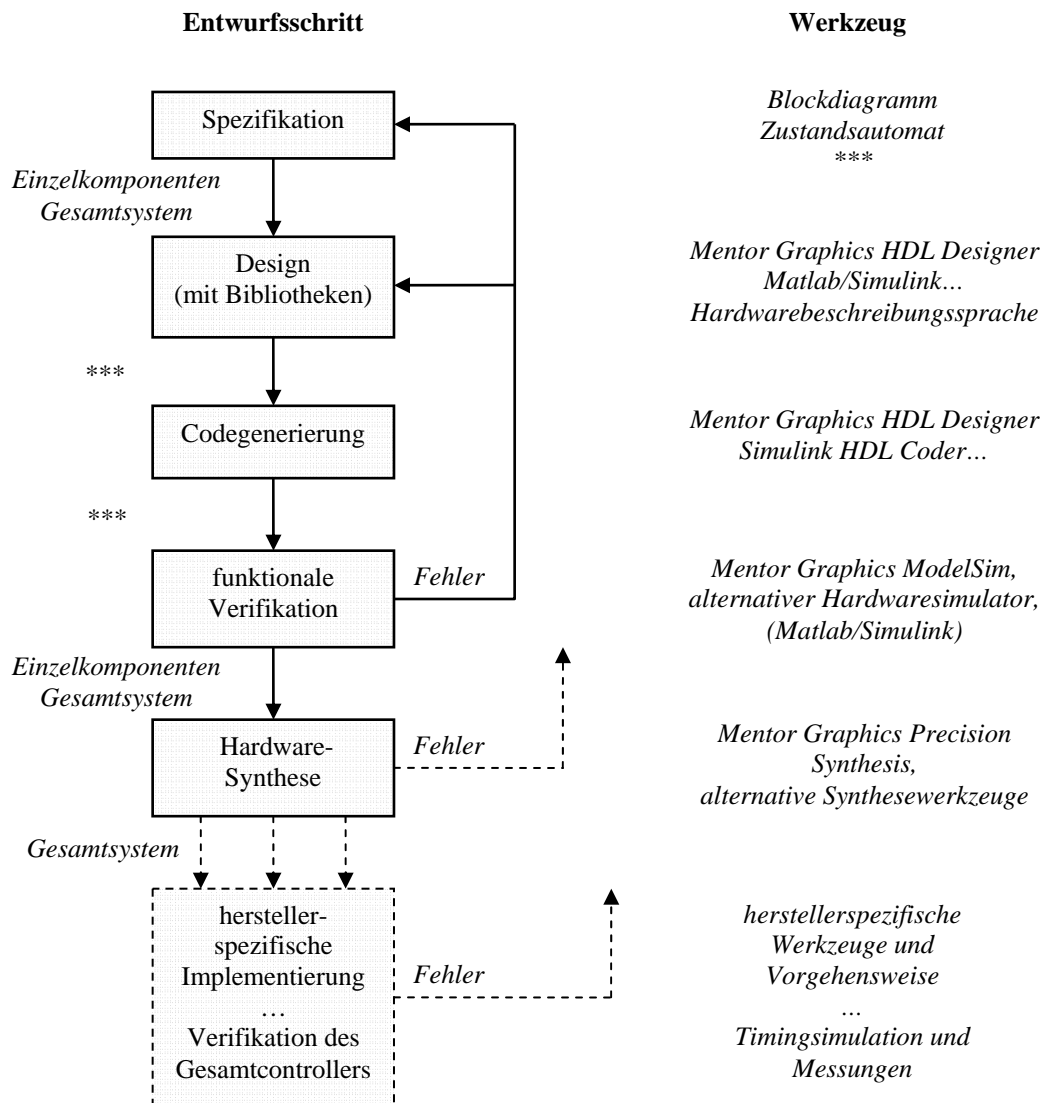 Entwurfsschritt
Werkzeug
Spezifikation
Blockdiagramm
Zustandsautomat
***
Einzelkomponenten
Gesamtsystem
Design
(mit Bibliotheken)
Mentor Graphics HDL Designer
Matlab/Simulink…
Hardwarebeschreibungssprache
***
Codegenerierung
Mentor Graphics HDL Designer
Simulink HDL Coder…
***
funktionale
Verifikation
Fehler
Mentor Graphics ModelSim,
alternativer Hardwaresimulator,
(Matlab/Simulink)
Einzelkomponenten
Gesamtsystem
Hardware-
Synthese
Fehler
Mentor Graphics Precision
Synthesis,
alternative Synthesewerkzeuge
Gesamtsystem
hersteller-
spezifische
Implementierung
…
Verifikation des
Gesamtcontrollers
Fehler
herstellerspezifische
Werkzeuge und
Vorgehensweise
...
Timingsimulation und
Messungen